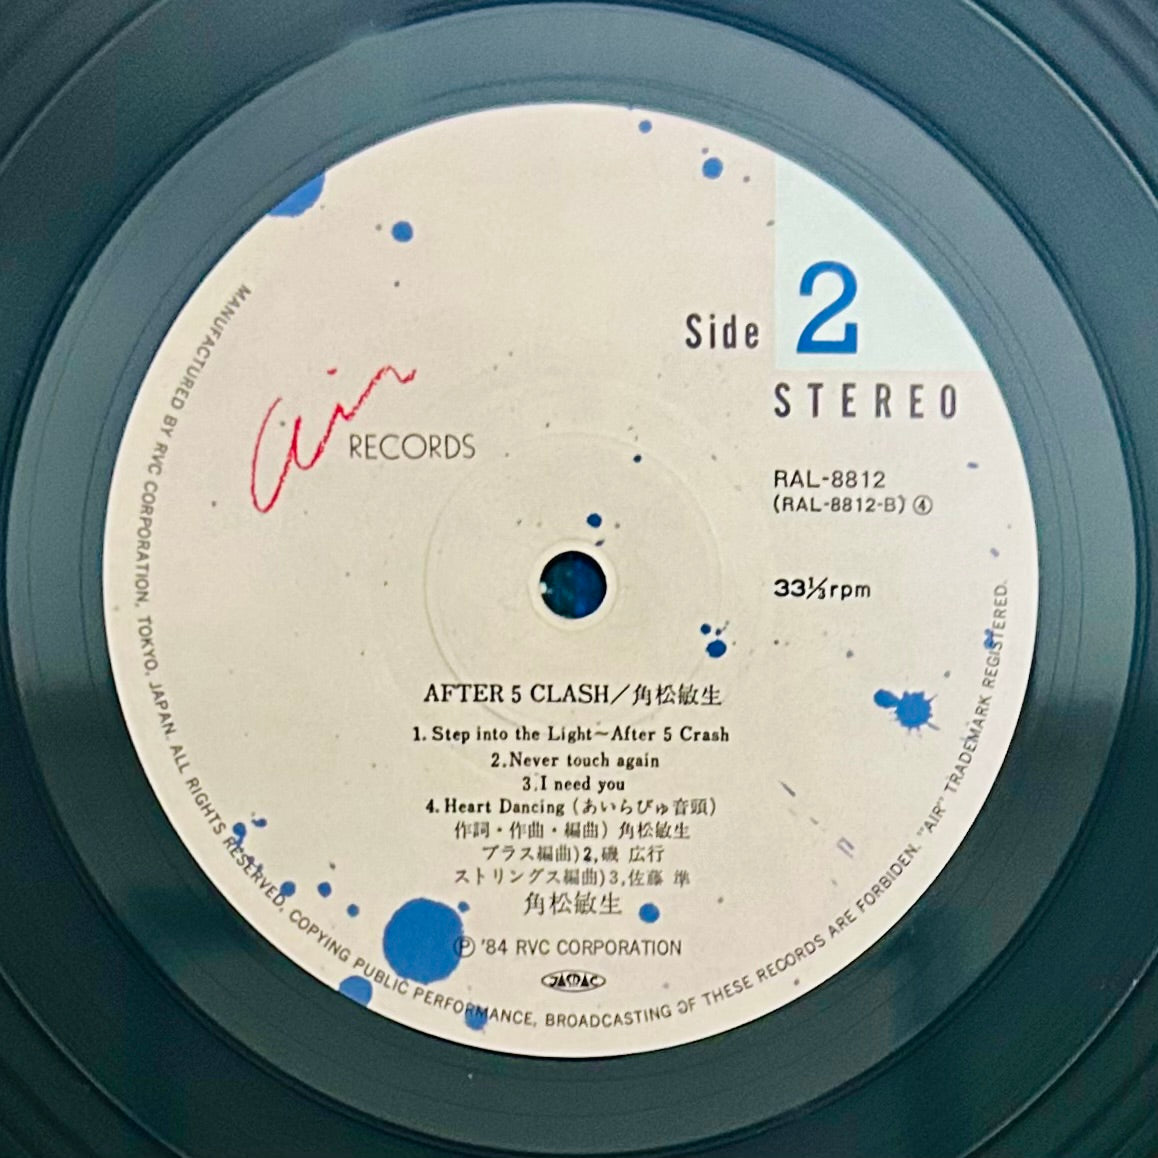 Side 2
STEREO
air
RECORDS
RAL-8812
(RAL-8812-B) ④
33⅓rpm
AFTER 5 CLASH／角松敏生
1. Step into the Light~After 5 Crash
2. Never touch again
3. I need you
4. Heart Dancing (あいらびゅ音頭)
作詞・作曲・編曲) 角松敏生
ブラス編曲)2, 磯 広行
ストリングス編曲)3, 佐藤 準
角松敏生
Ⓟ '84 RVC CORPORATION
JASRAC
MANUFACTURED BY RVC CORPORATION, TOKYO, JAPAN. ALL RIGHTS RESERVED, COPYING PUBLIC PERFORMANCE, BROADCASTING OF THESE RECORDS ARE FORBIDEN. "AIR" TRADEMARK REGISTERED.